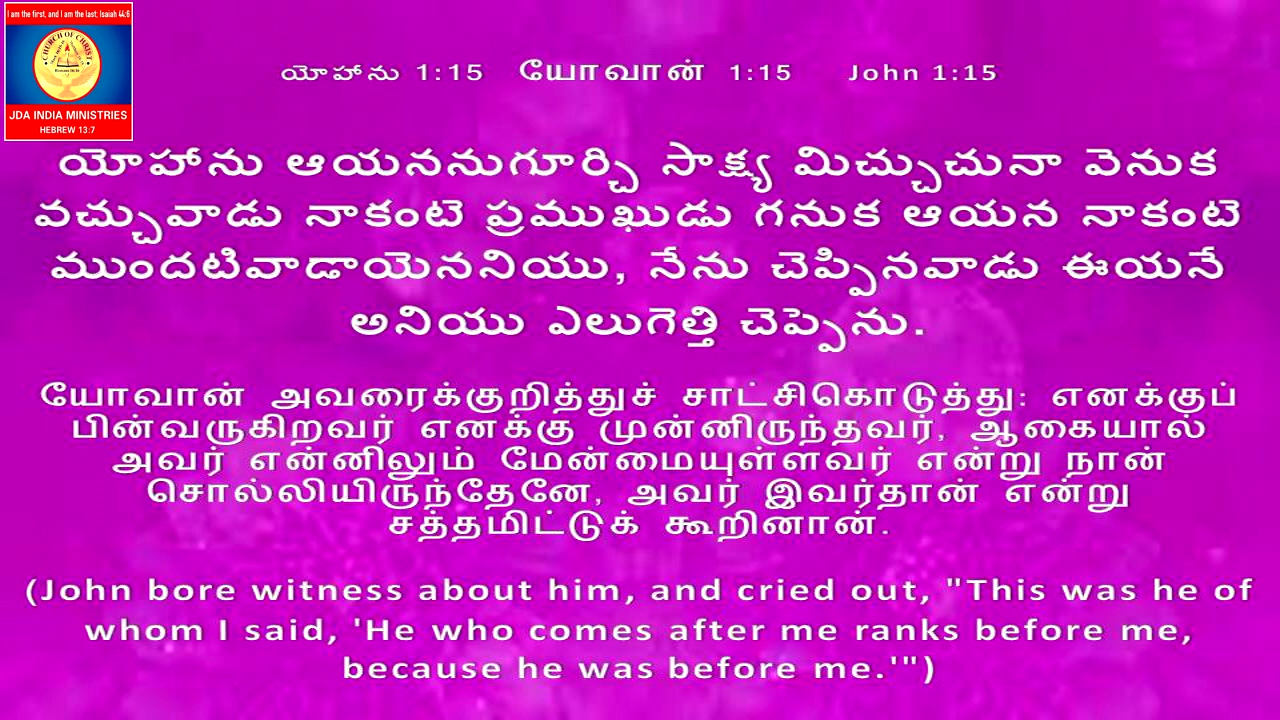 I am the first, and I am the last; Isaiah 44:6
CHURCH OF CHRIST
JDA INDIA MINISTRIES
HEBREW 13:7
యోహాను 1:15 யோவான் 1:15 John 1:15
యోహాను ఆయననుగూర్చి సాక్ష్య మిచ్చుచునా వెనుక
వచ్చువాడు నాకంటె ప్రముఖుడు గనుక ఆయన నాకంటె
ముందటివాడాయెననియు, నేను చెప్పినవాడు ఈయనే
అనియు ఎలుగెత్తి చెప్పెను.
யோவான் அவரைக்குறித்துச் சாட்சிகொடுத்து: எனக்குப்
பின்வருகிறவர் எனக்கு முன்னிருந்தவர், ஆகையால்
அவர் என்னிலும் மேன்மையுள்ளவர் என்று நான்
சொல்லியிருந்தேனே, அவர் இவர்தான் என்று
சத்தமிட்டுக் கூறினான்.
(John bore witness about him, and cried out, "This was he of
whom I said, 'He who comes after me ranks before me,
because he was before me.'")